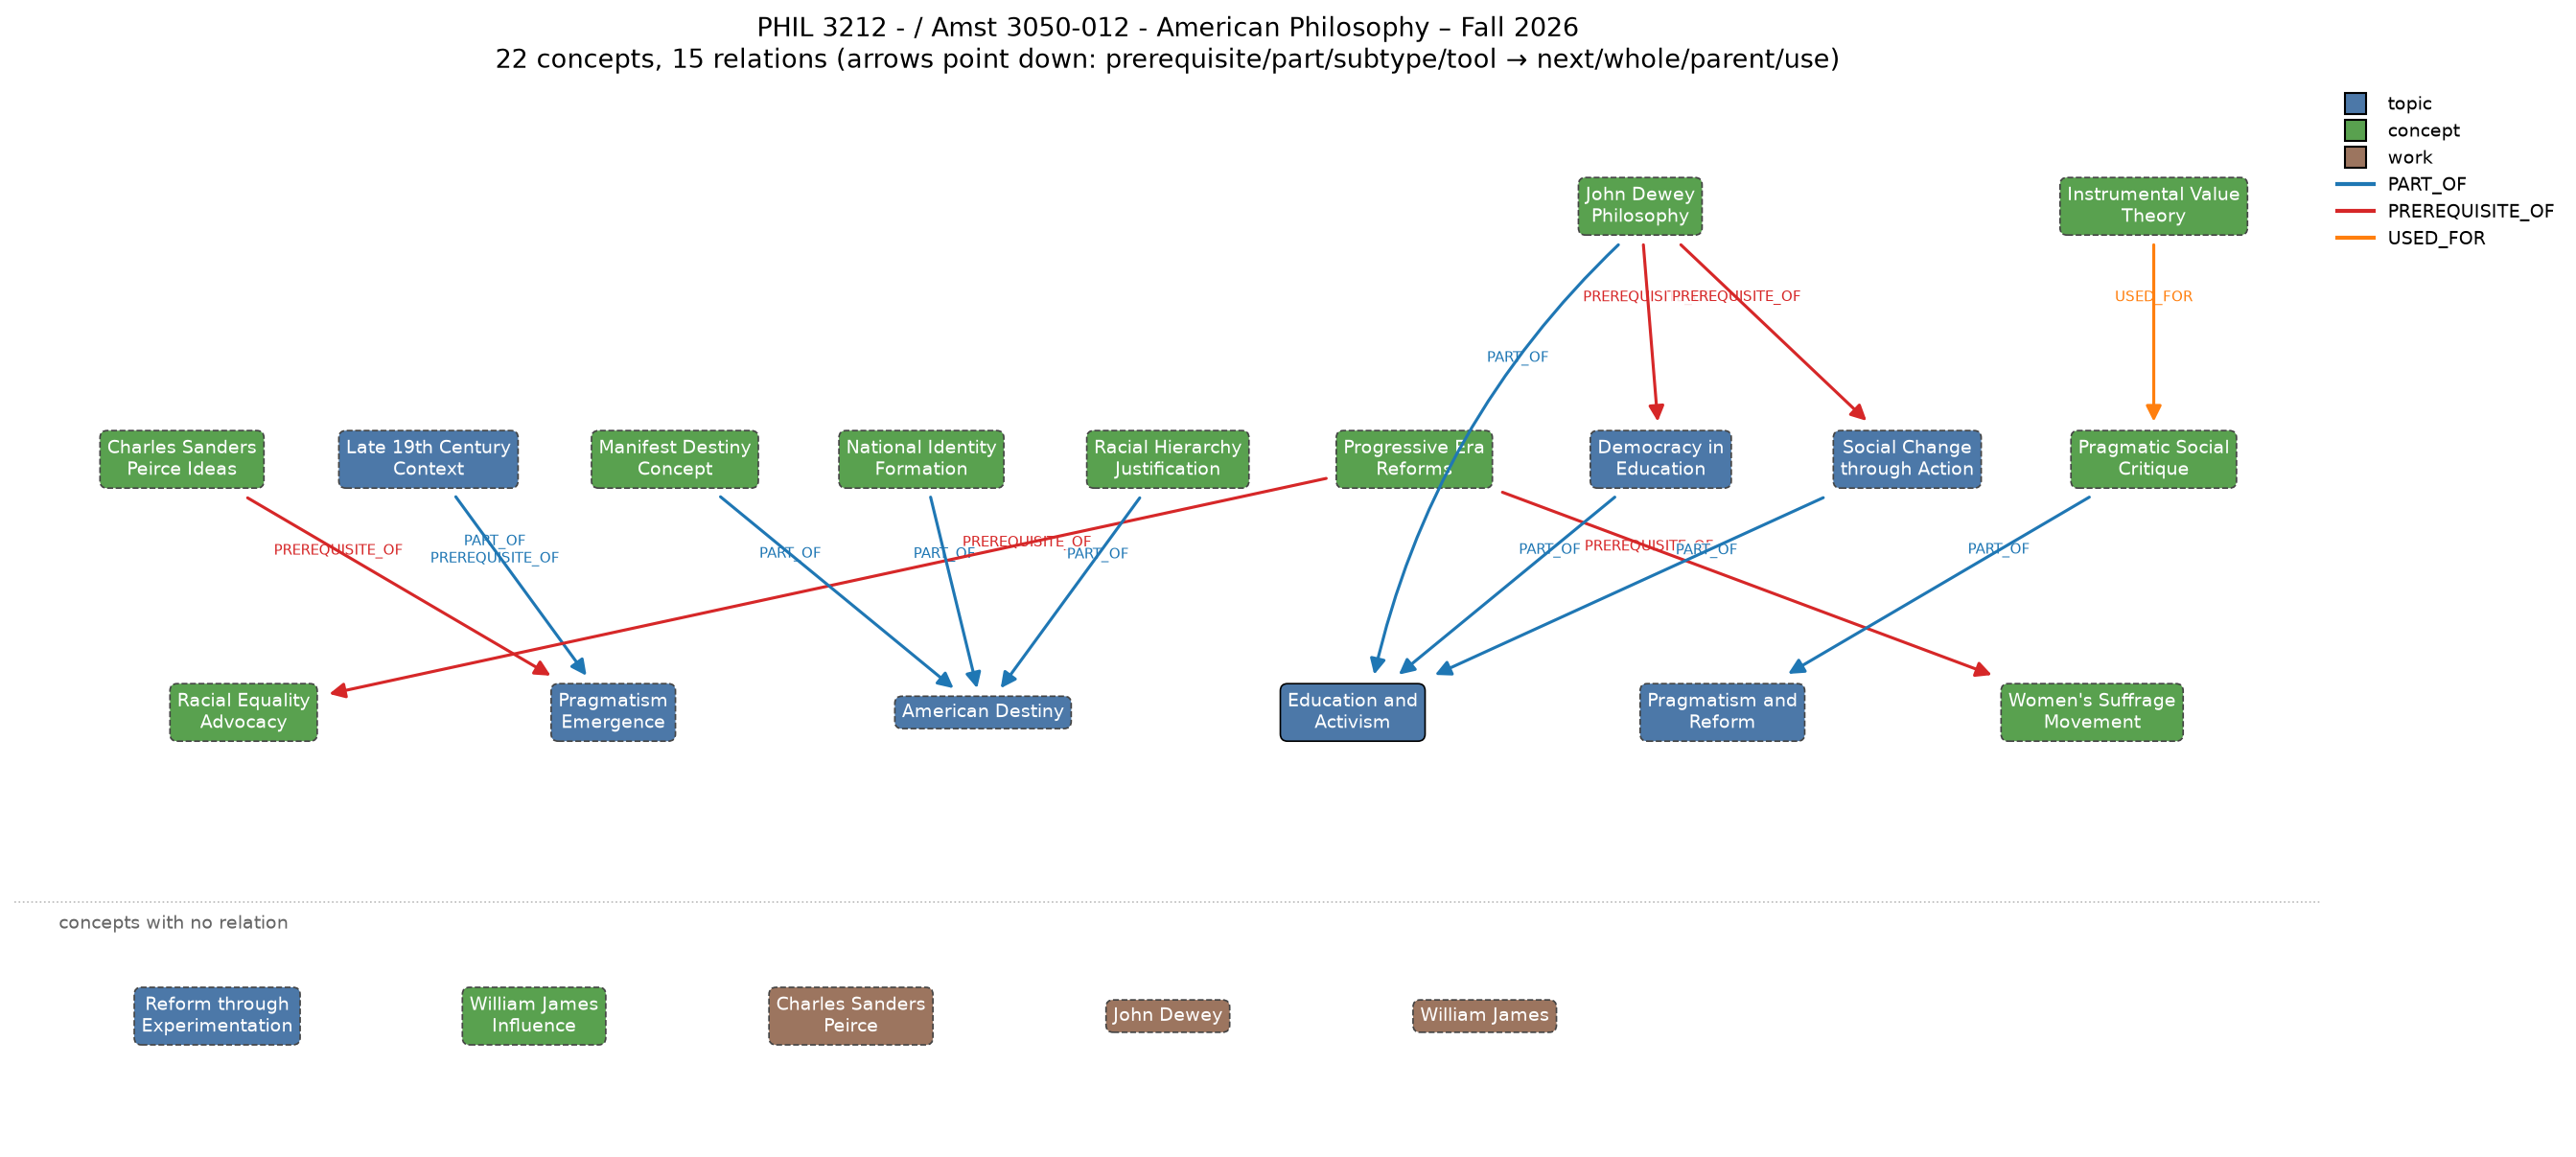 PHIL 3212 - / Amst 3050-012 - American Philosophy – Fall 2026
22 concepts, 15 relations (arrows point down: prerequisite/part/subtype/tool → next/whole/parent/use)
topic
concept
work
PART_OF
PREREQUISITE_OF
USED_FOR
John Dewey
Philosophy
Instrumental Value
Theory
PREREQUISI
PREREQUISITE_OF
USED_FOR
PART_OF
Charles Sanders
Peirce Ideas
Late 19th Century
Context
Manifest Destiny
Concept
National Identity
Formation
Racial Hierarchy
Justification
Progressive Era
Reforms
Democracy in
Education
Social Change
through Action
Pragmatic Social
Critique
PREREQUISITE_OF
PART_OF
PREREQUISITE_OF
PART_OF
PART_OF
PREREQUISITE_OF
PART_OF
PART_OF
PREREQUISITE_OF
PART_OF
PART_OF
Racial Equality
Advocacy
Pragmatism
Emergence
American Destiny
Education and
Activism
Pragmatism and
Reform
Women's Suffrage
Movement
concepts with no relation
Reform through
Experimentation
William James
Influence
Charles Sanders
Peirce
John Dewey
William James